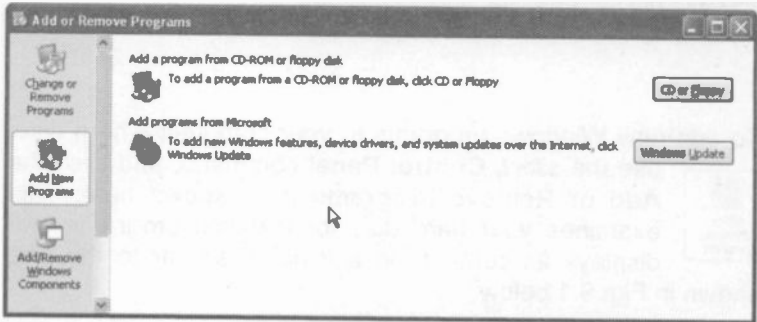 Add or Remove Programs
Change or
Remove
Programs
Add New
Programs
Add/Remove
Windows
Components
Add a program from CD-ROM or floppy disk
To add a program from a CD-ROM or floppy disk, click CD or Floppy
CD or Floppy
Add programs from Microsoft
To add new Windows features, device drivers, and system updates over the Internet, click
Windows Update
Windows Update